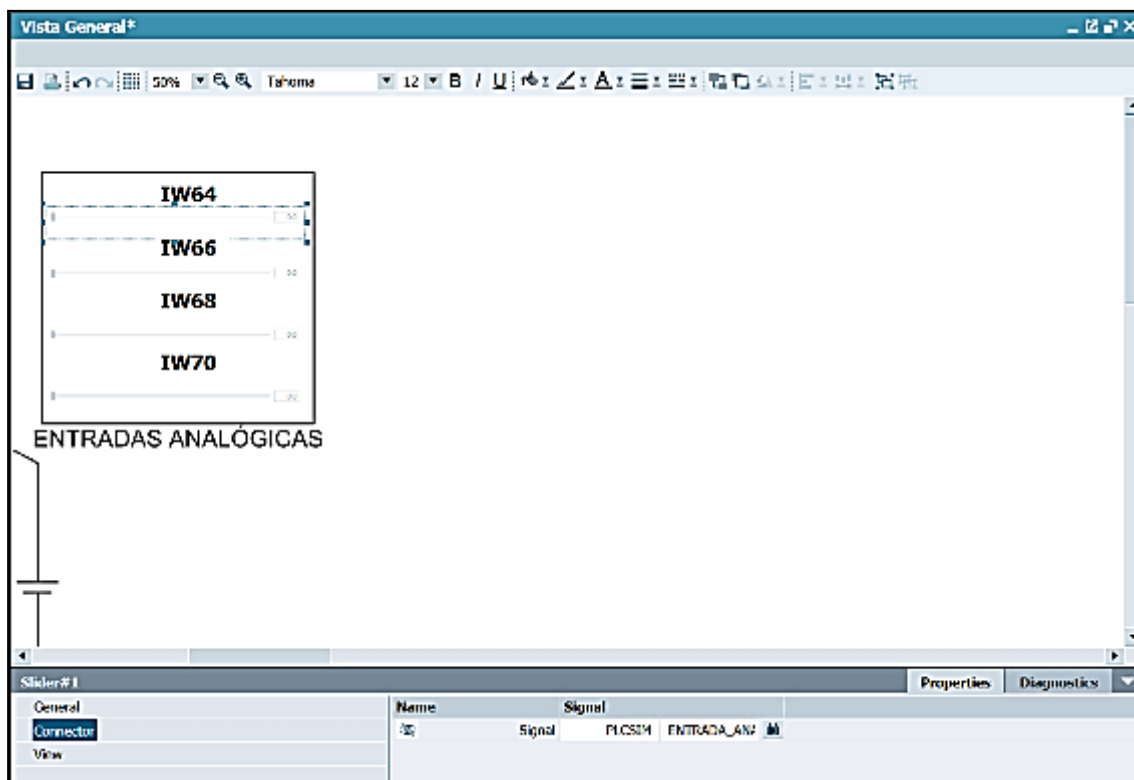 Vista General*
50% Tahoma 12 B I U A
IW64
IW66
IW68
IW70
ENTRADAS ANALÓGICAS
Slider#1 Properties Diagnostics
General Name Signal
Connector Signal PLCSIM ENTRADA_ANA
View